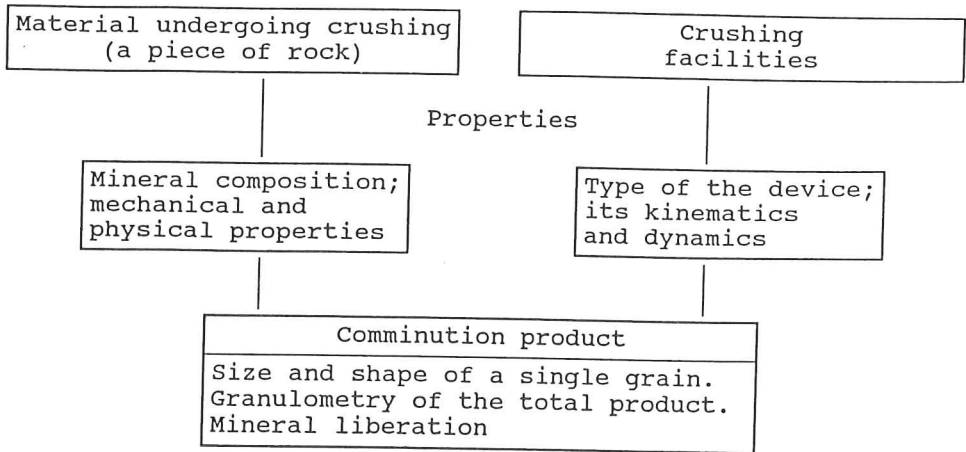 Material undergoing crushing
(a piece of rock)
Crushing
facilities
Properties
Mineral composition;
mechanical and
physical properties
Type of the device;
its kinematics
and dynamics
Comminution product
Size and shape of a single grain.
Granulometry of the total product.
Mineral liberation